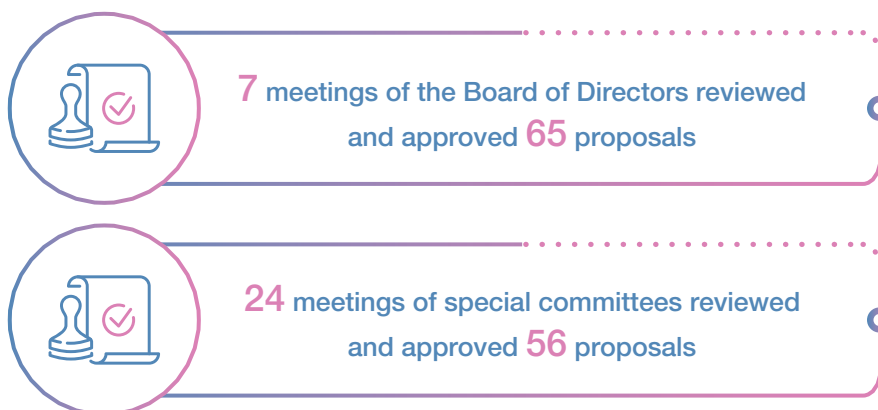 7 meetings of the Board of Directors reviewed
and approved 65 proposals
24 meetings of special committees reviewed
and approved 56 proposals